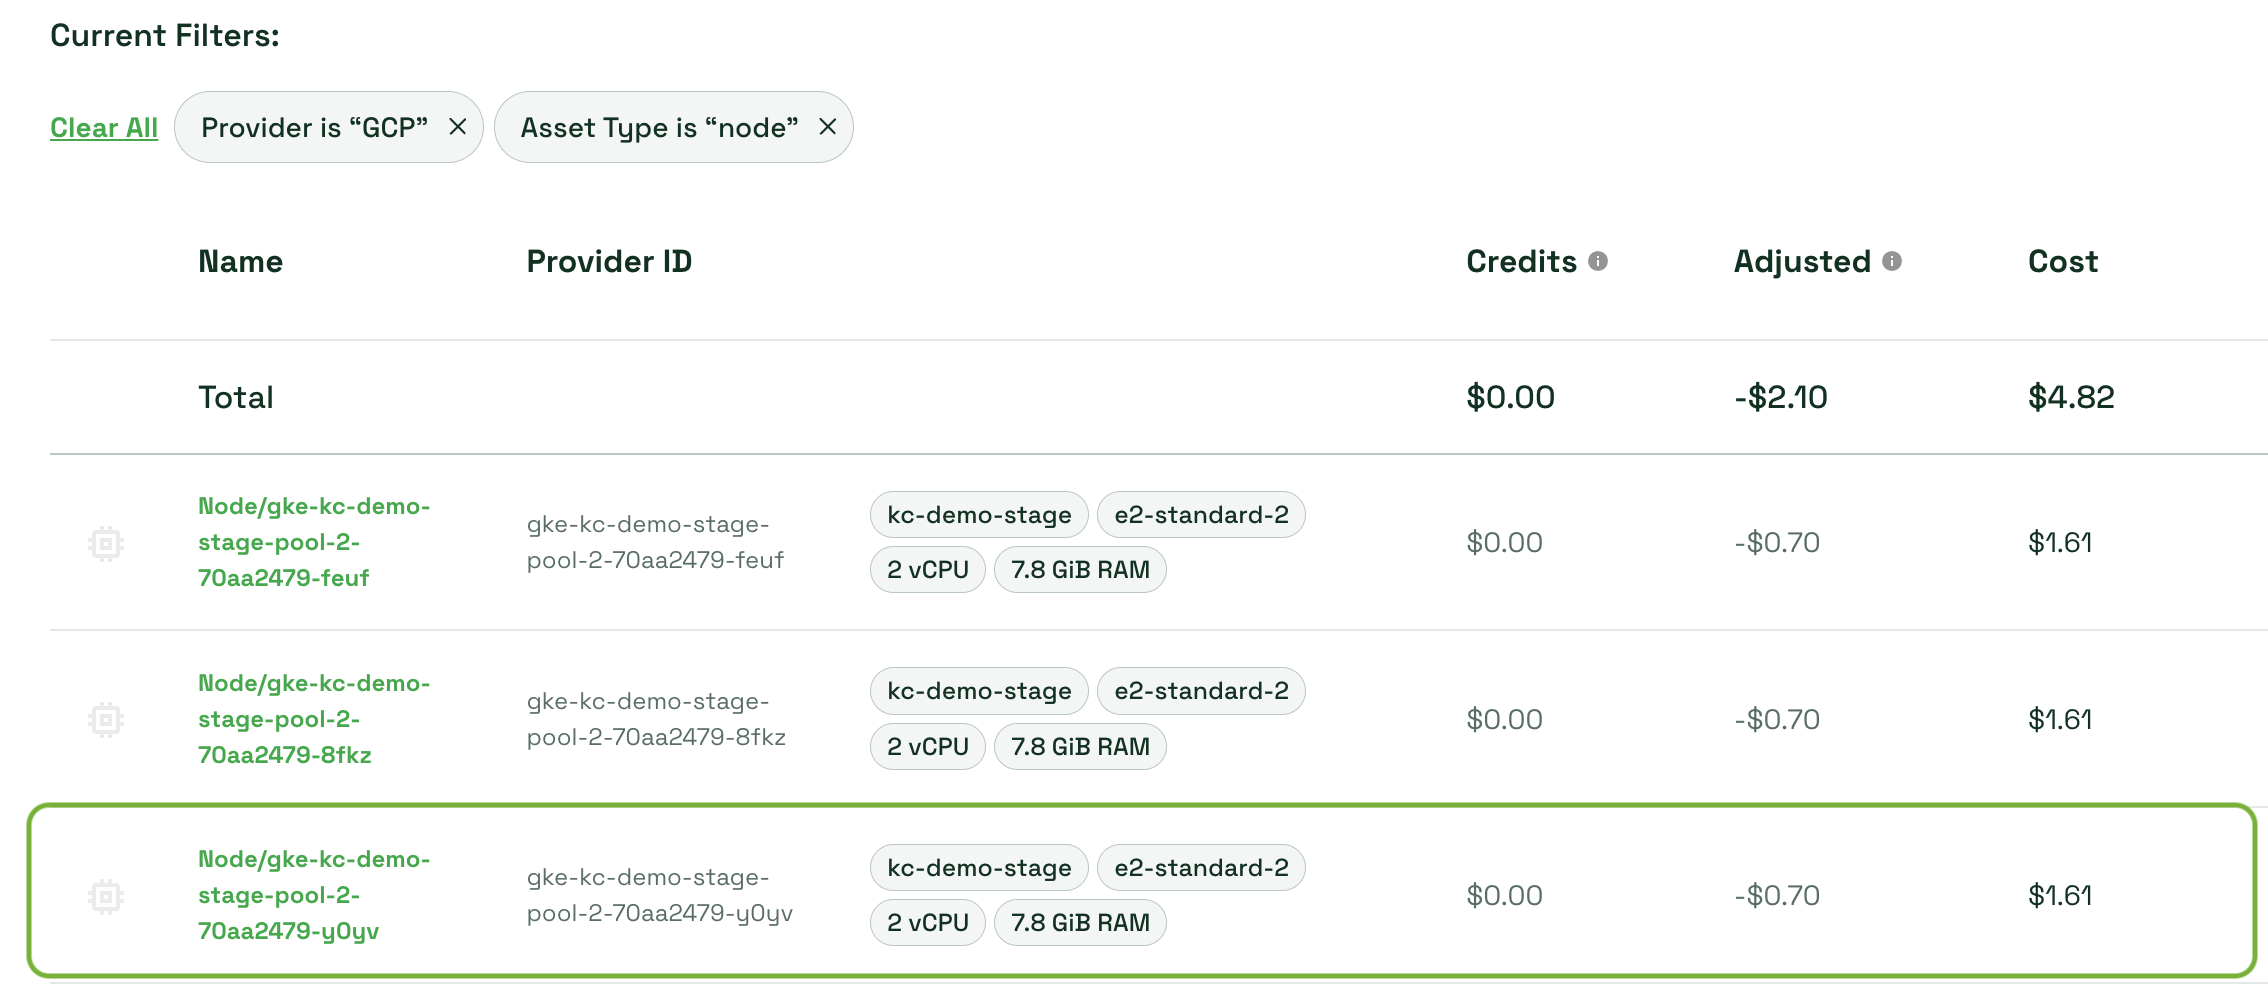 Current Filters:
Clear All Provider is “GCP” Asset Type is “node”
Name Provider ID Credits Adjusted Cost
Total $0.00 -$2.10 $4.82
Node/gke-kc-demo-
stage-pool-2-
70aa2479-feuf
gke-kc-demo-stage-
pool-2-70aa2479-feuf
kc-demo-stage e2-standard-2
2 vCPU 7.8 GiB RAM
$0.00 -$0.70 $1.61
Node/gke-kc-demo-
stage-pool-2-
70aa2479-8fkz
gke-kc-demo-stage-
pool-2-70aa2479-8fkz
kc-demo-stage e2-standard-2
2 vCPU 7.8 GiB RAM
$0.00 -$0.70 $1.61
Node/gke-kc-demo-
stage-pool-2-
70aa2479-y0yv
gke-kc-demo-stage-
pool-2-70aa2479-y0yv
kc-demo-stage e2-standard-2
2 vCPU 7.8 GiB RAM
$0.00 -$0.70 $1.61